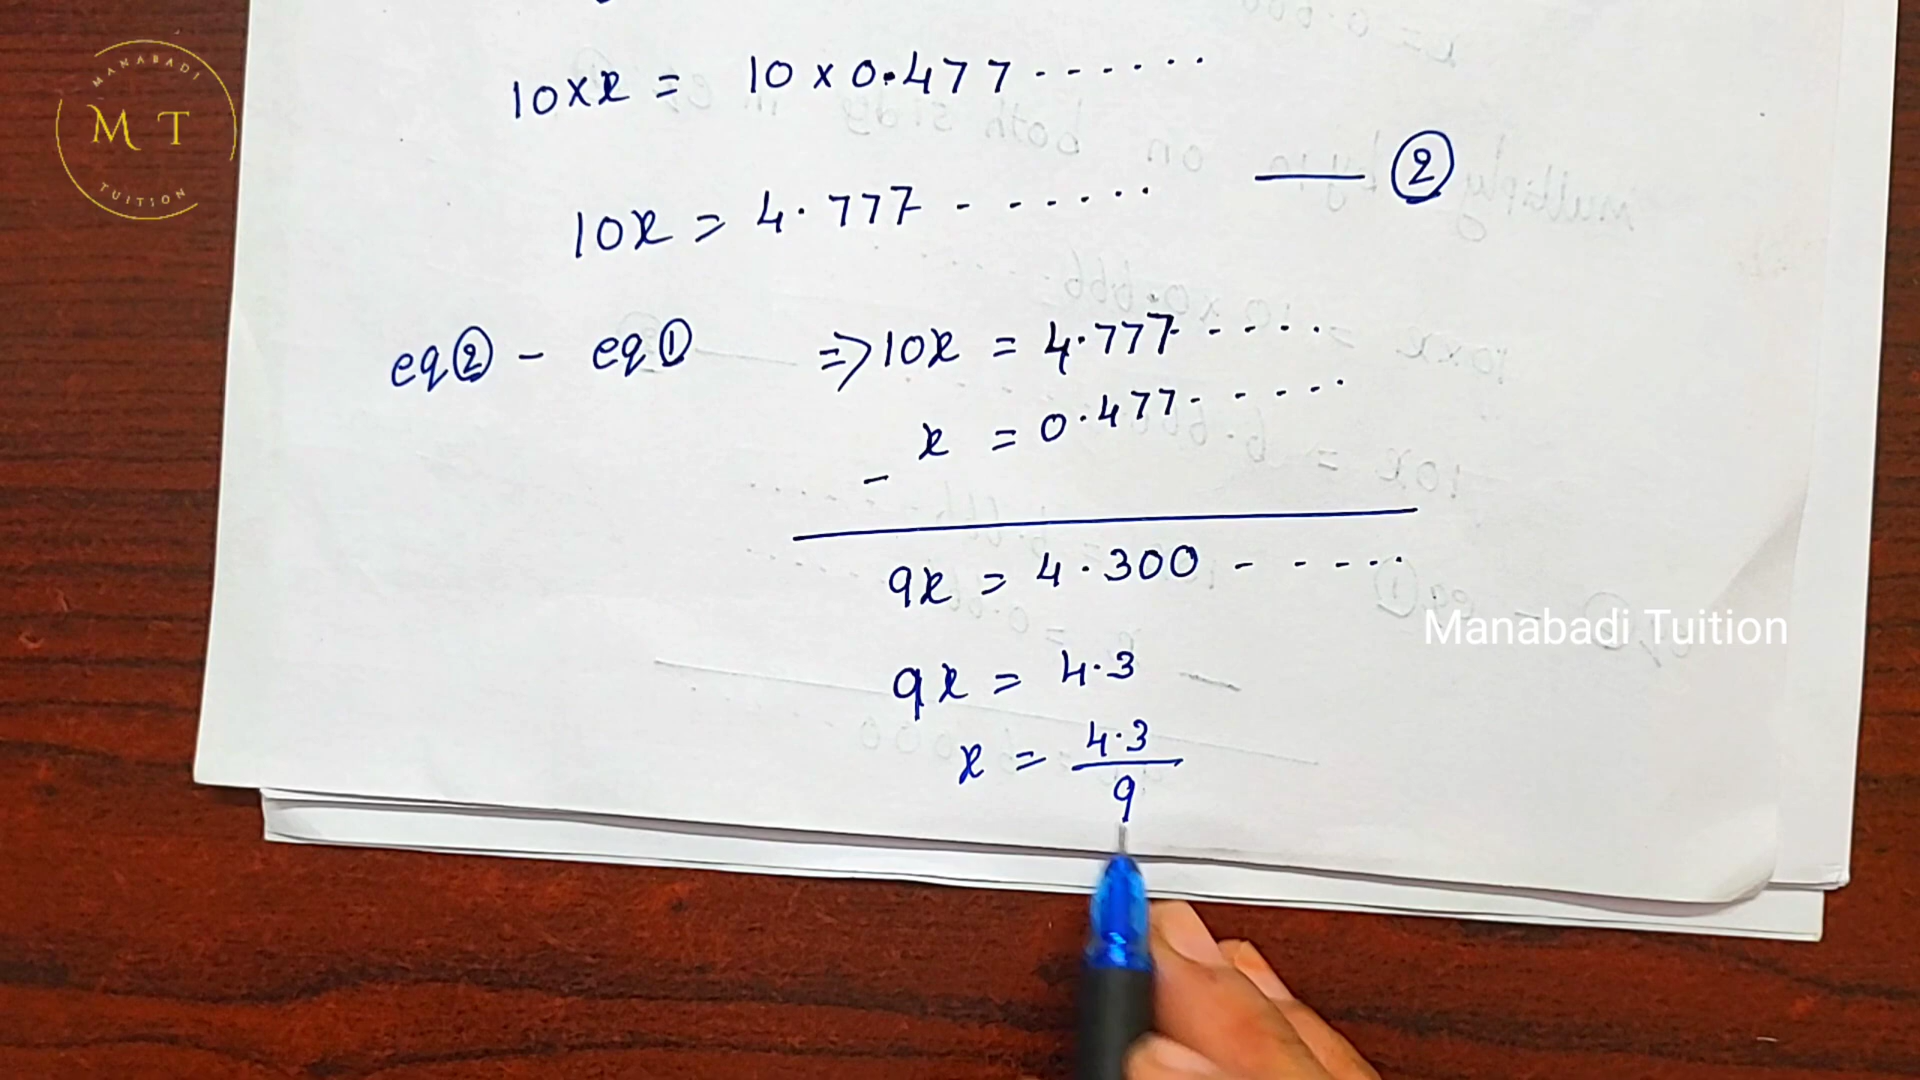 MANABADI
M T
TUITION
10×x = 10 × 0.477 - - - - - -
10x = 4.777 - - - - - - —— ②
eq② - eq① => 10x = 4.777 - - - - -
x = 0.477 - - - - -
-
9x = 4.300 - - - - -
Manabadi Tuition
9x = 4.3
x = 4.3
9